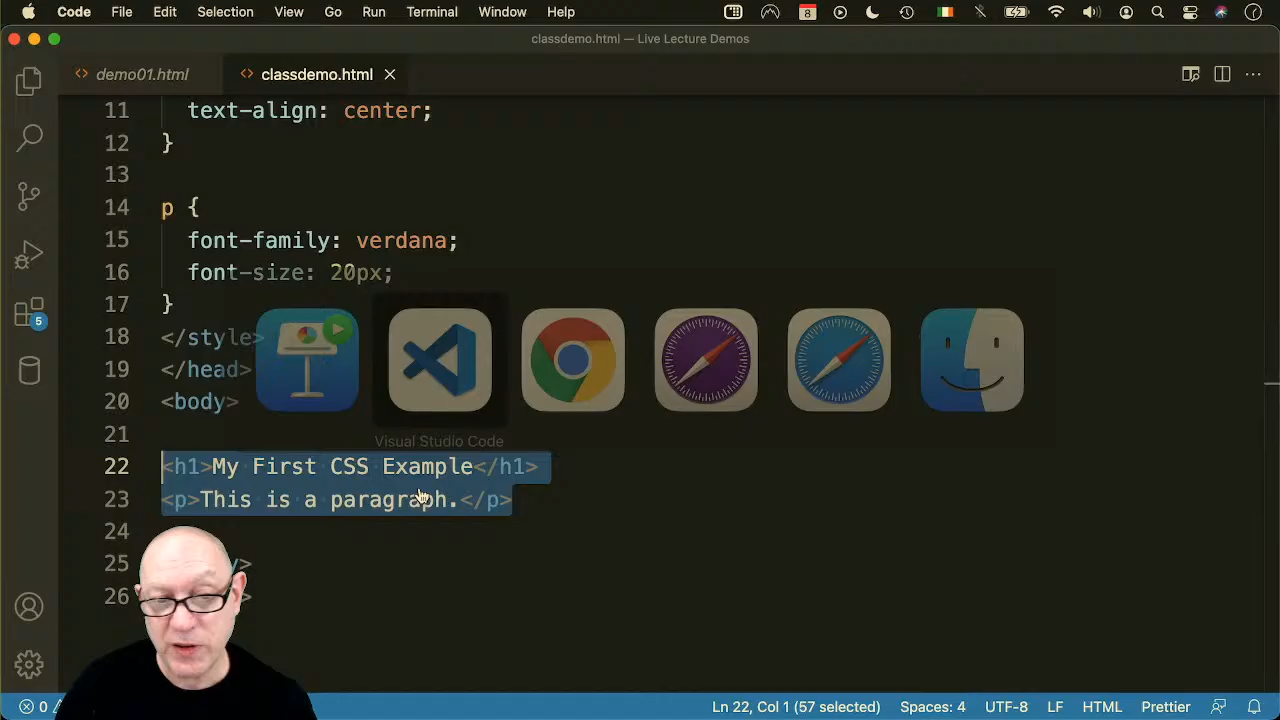 Code File Edit Selection View Go Run Terminal Window Help
8
classdemo.html — Live Lecture Demos
demo01.html
classdemo.html
11 text-align: center;
12 }
13
14 p {
15 font-family: verdana;
16 font-size: 20px;
17 }
18 </style>
19 </head>
20 <body>
21
Visual Studio Code
22 <h1>My First CSS Example</h1>
23 <p>This is a paragraph.</p>
24
25 />
26 >
5
0
Ln 22, Col 1 (57 selected) Spaces: 4 UTF-8 LF HTML Prettier